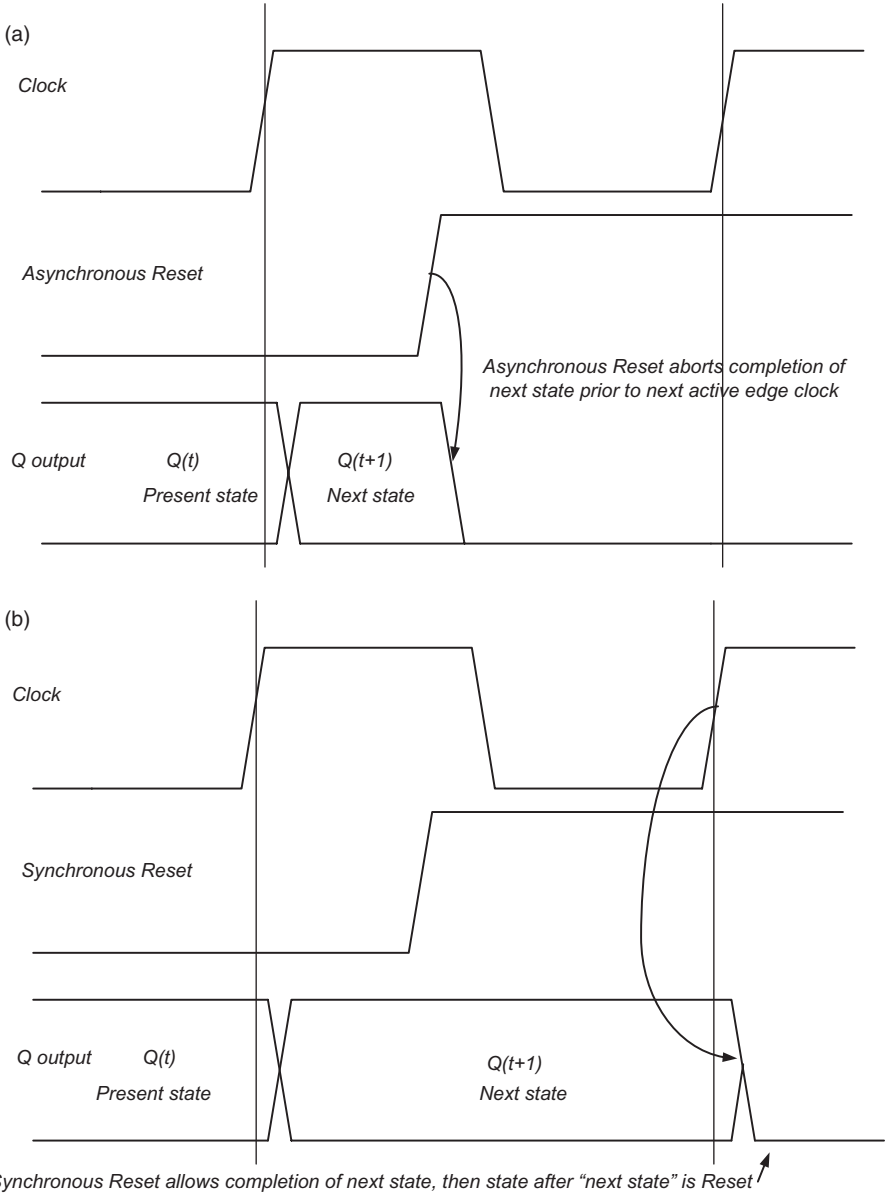 (a)
Clock
Asynchronous Reset
Asynchronous Reset aborts completion of
next state prior to next active edge clock
Q output Q(t) Q(t+1)
Present state Next state
(b)
Clock
Synchronous Reset
Q output Q(t) Q(t+1)
Present state Next state
Synchronous Reset allows completion of next state, then state after “next state” is Reset